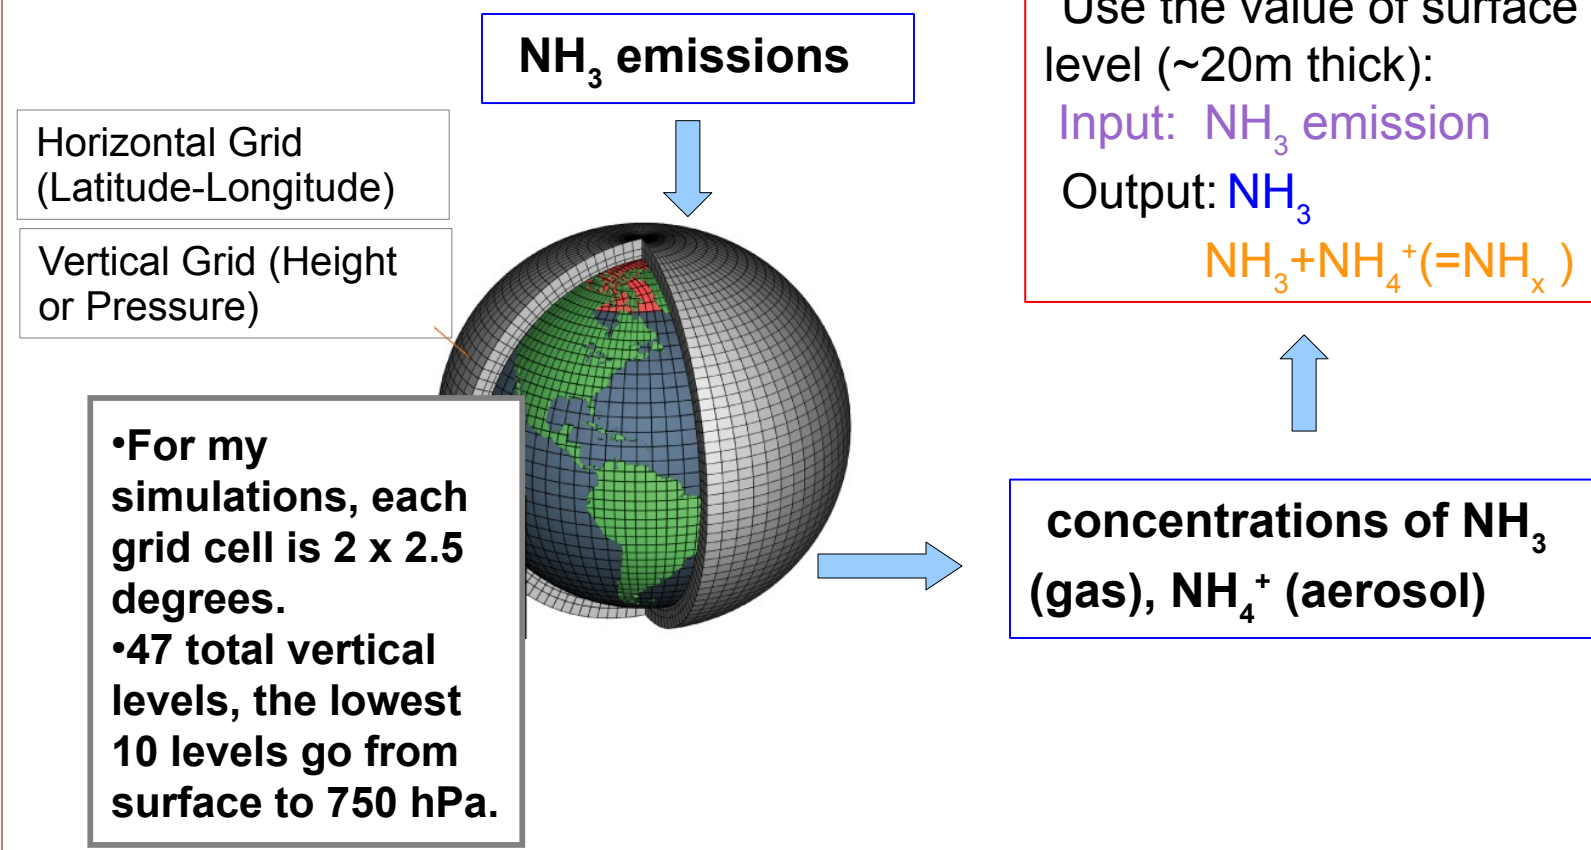 NH₃ emissions
Horizontal Grid
(Latitude-Longitude)
Vertical Grid (Height
or Pressure)
•For my
simulations, each
grid cell is 2 x 2.5
degrees.
•47 total vertical
levels, the lowest
10 levels go from
surface to 750 hPa.
Use the value of surface
level (~20m thick):
Input: NH₃ emission
Output: NH₃
NH₃+NH₄⁺(=NHₓ )
concentrations of NH₃
(gas), NH₄⁺ (aerosol)